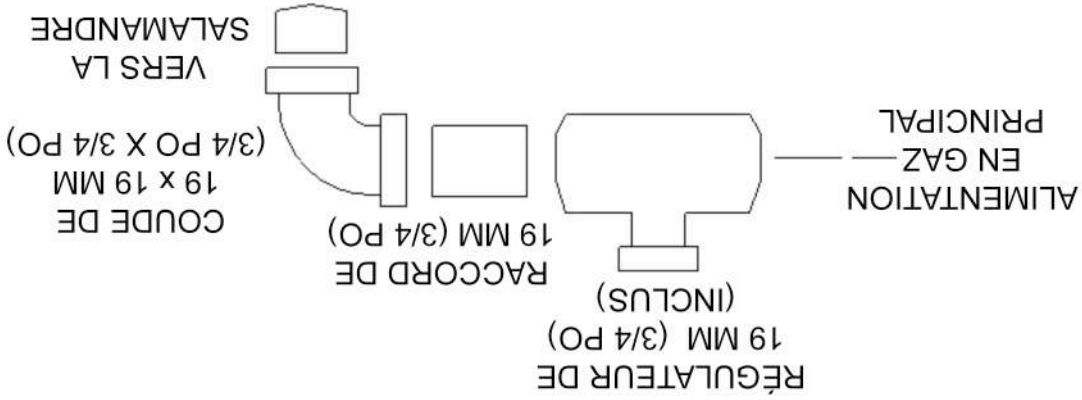 RÉGULATEUR DE
19 MM (3/4 PO)
(INCLUS)
ALIMENTATION
EN GAZ
PRINCIPAL
RACCORD DE
19 MM (3/4 PO)
COUDE DE
19 x 19 MM
(3/4 PO X 3/4 PO)
VERS LA
SALAMANDRE